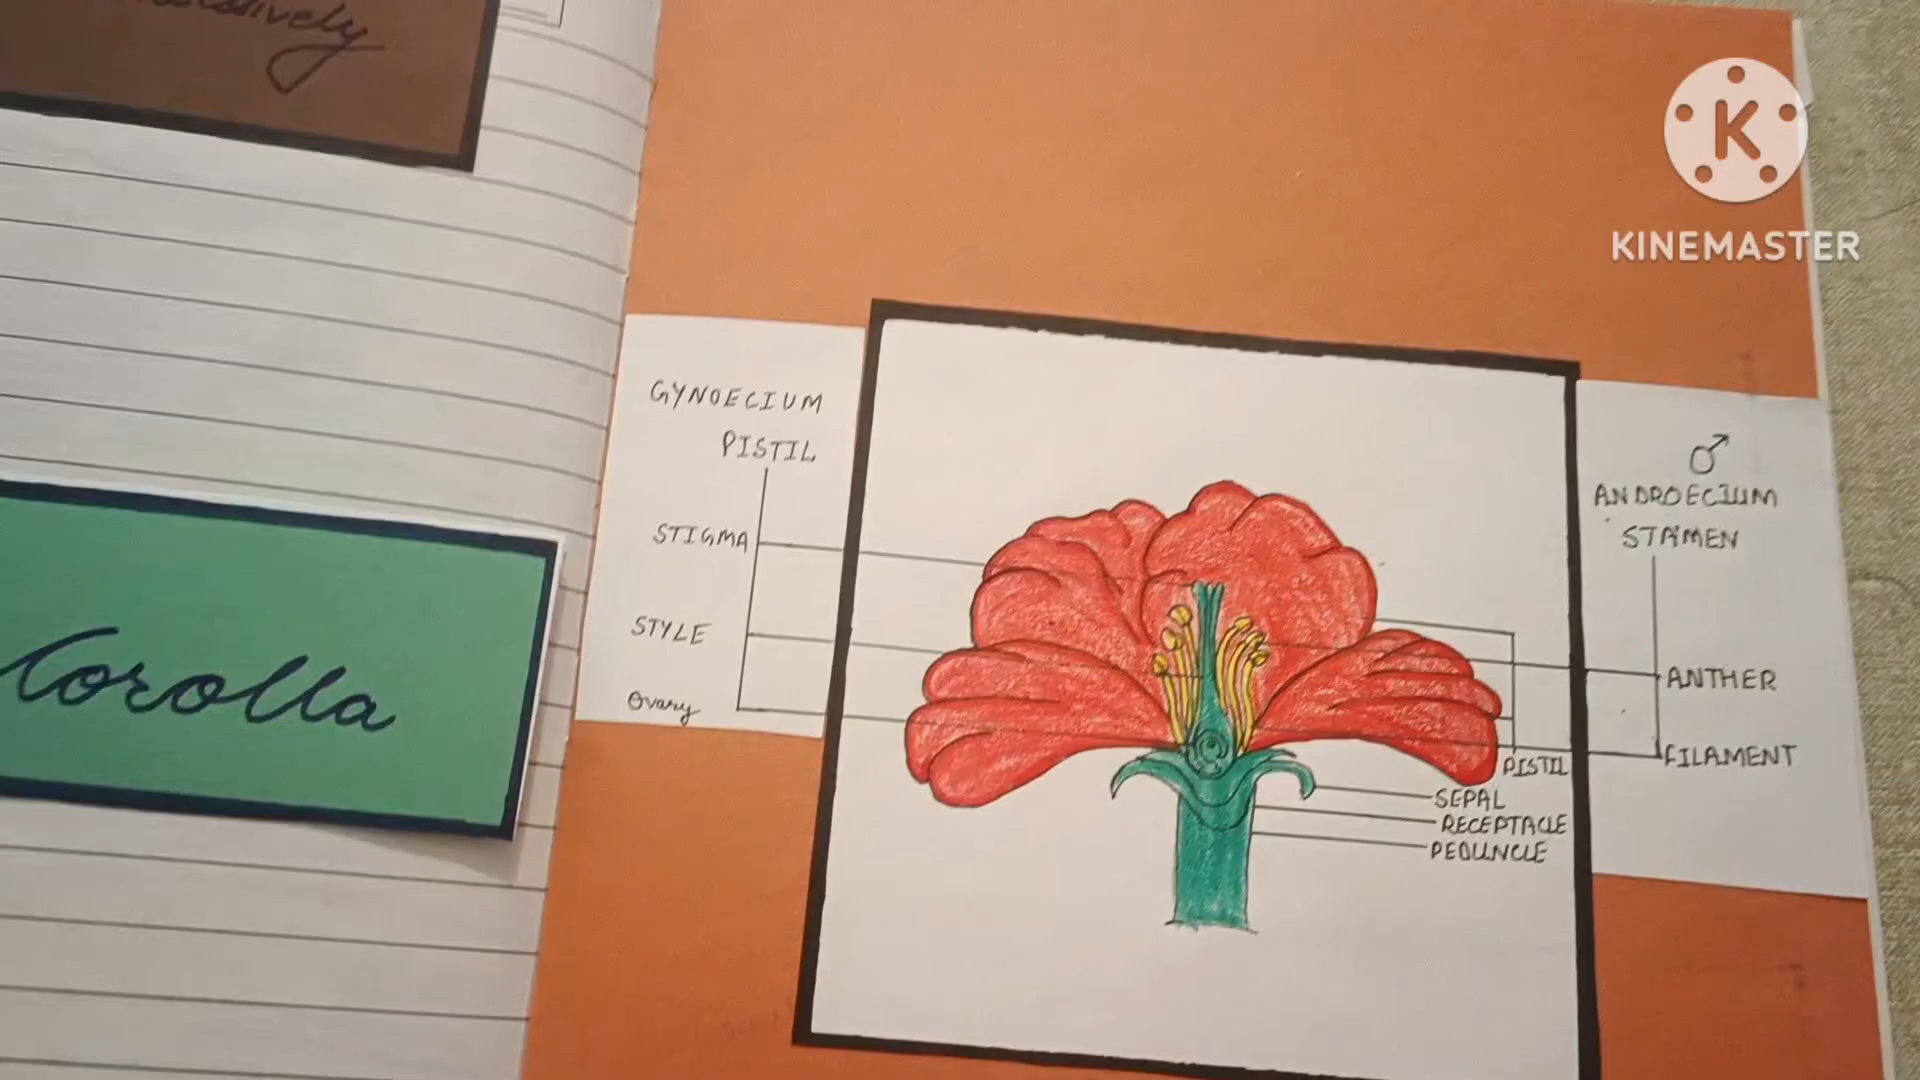 Corolla
GYNOECIUM
PISTIL
STIGMA
STYLE
Ovary
♂
ANDROECIUM
STAMEN
ANTHER
FILAMENT
PISTIL
SEPAL
RECEPTACLE
PEDUNCLE
K
KINEMASTER